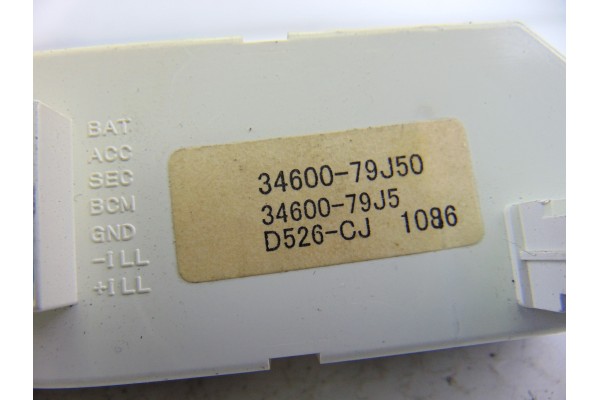 BAT
ACC
SEC
BCM
GND
-ILL
+ILL
34600-79J50
34600-79J5
D526-CJ 1086